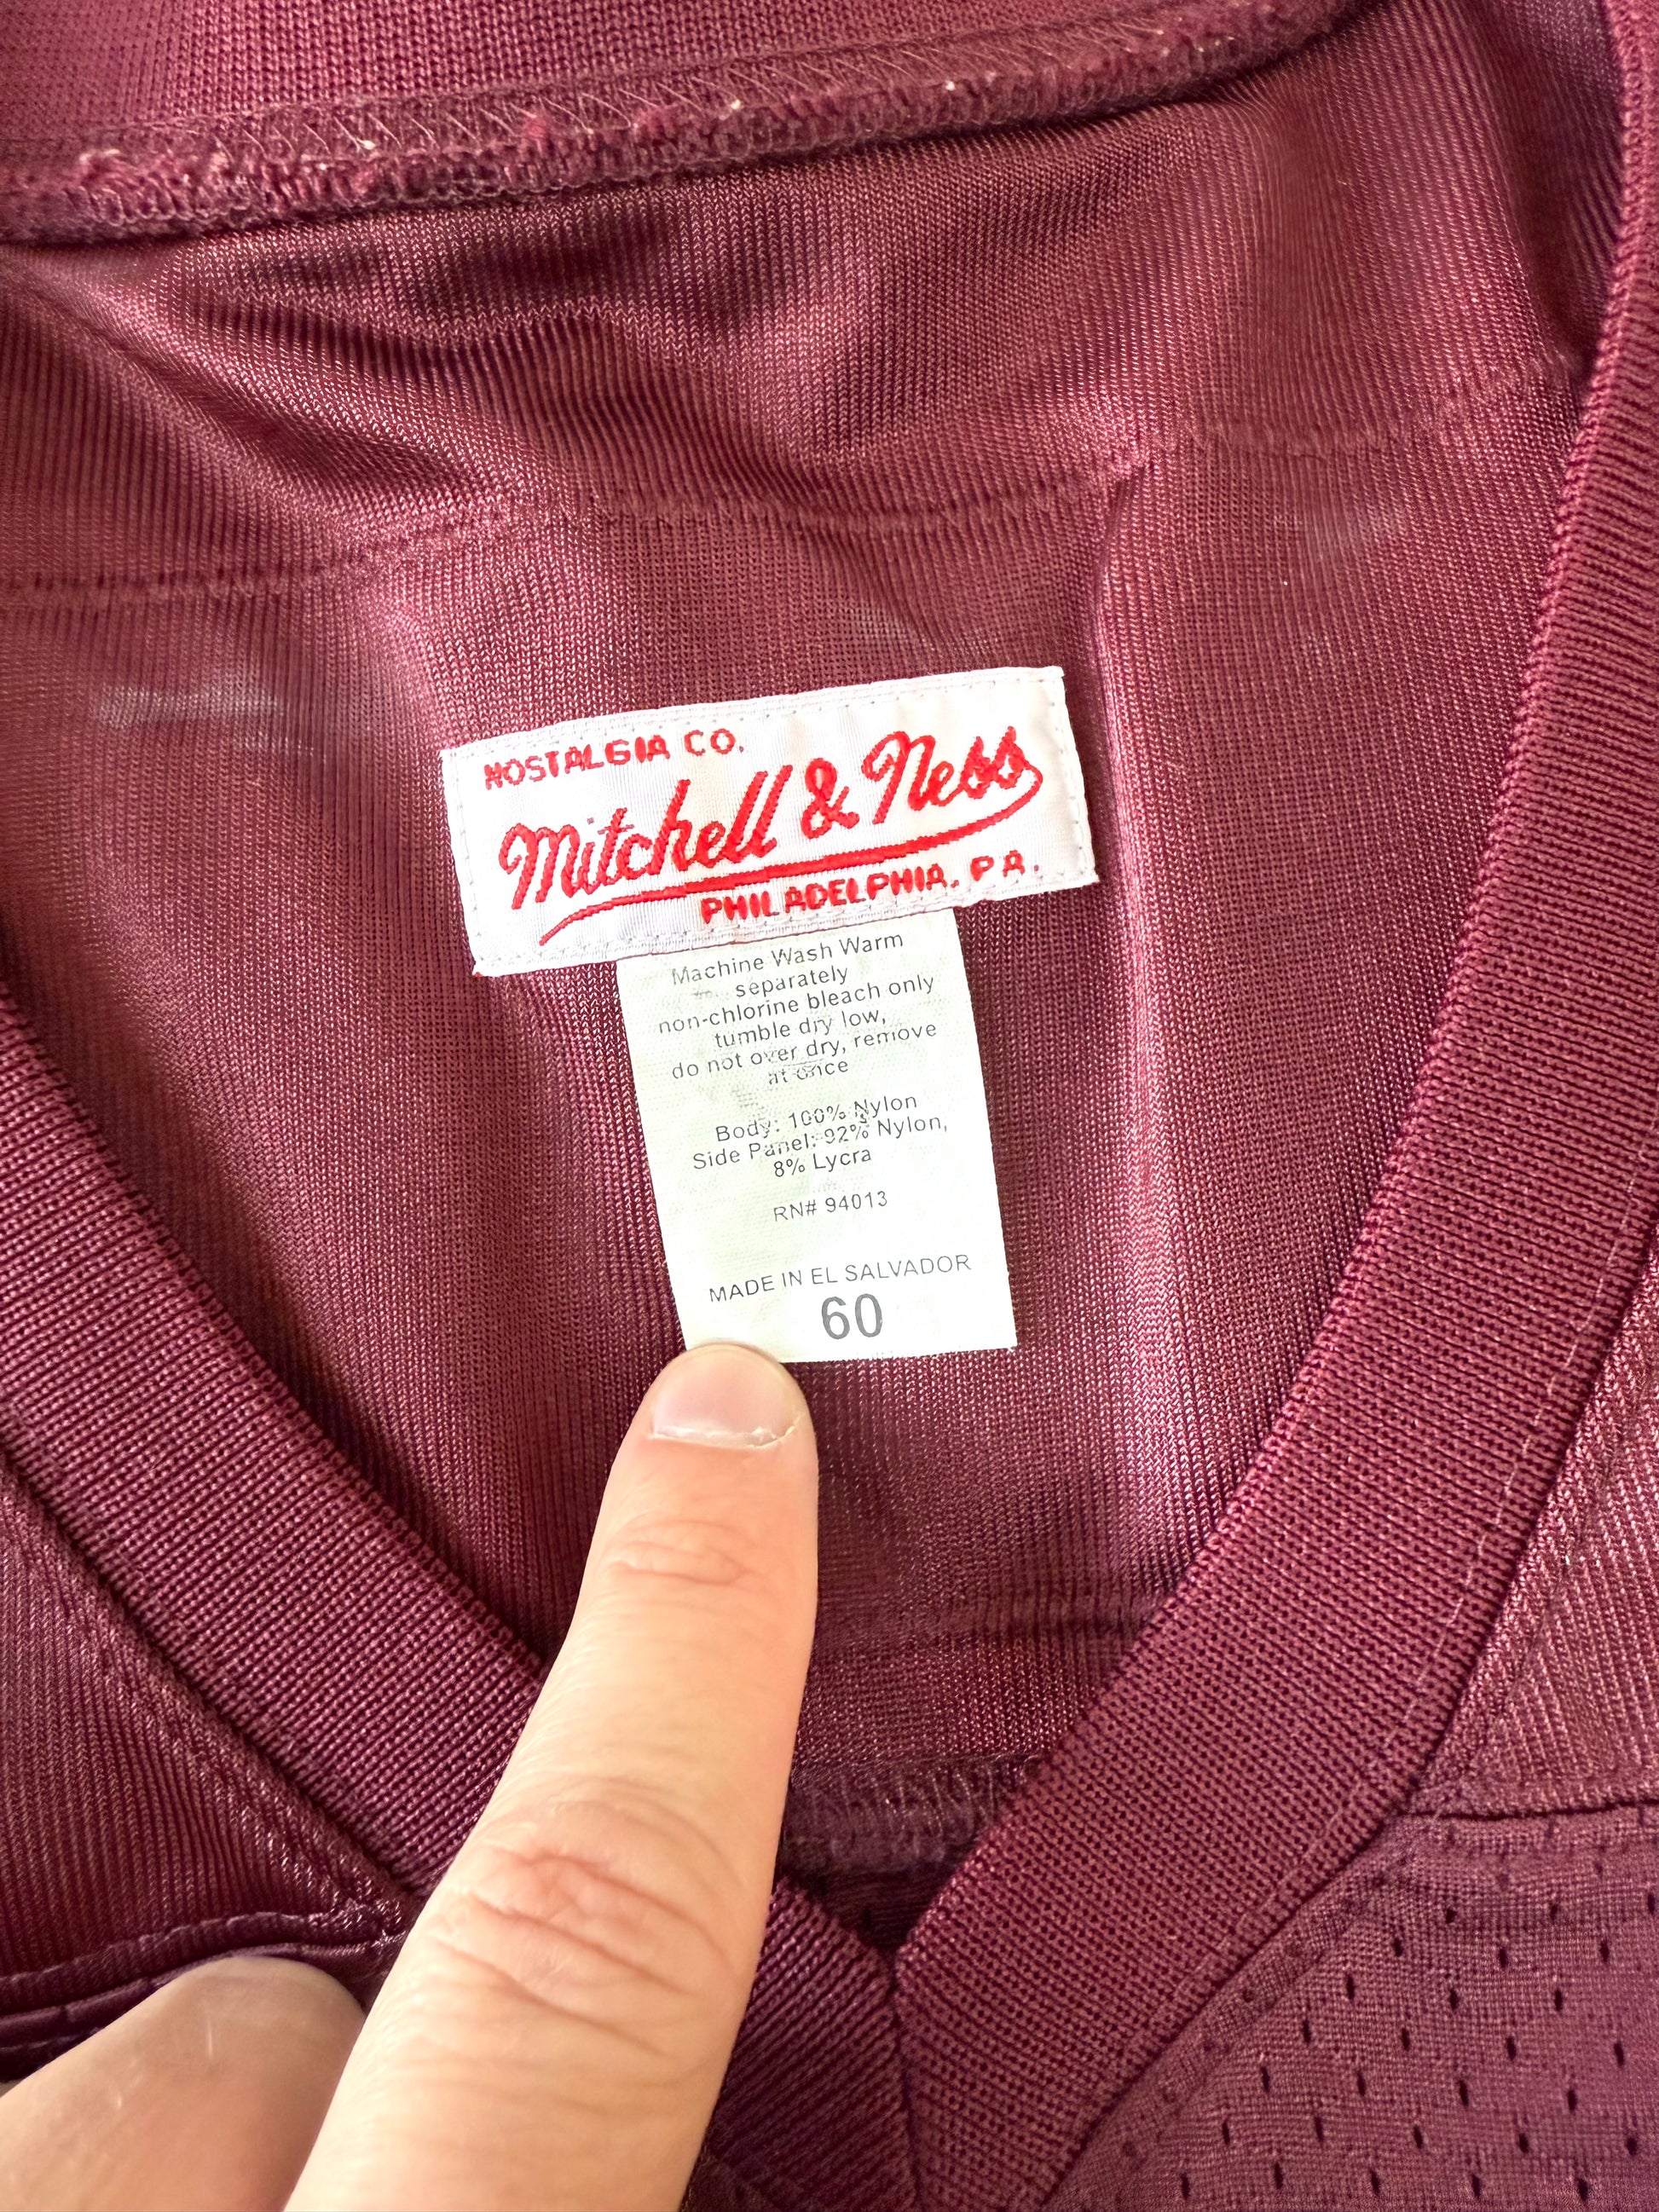 NOSTALGIA CO.
Mitchell & Ness
PHILADELPHIA, PA.
Machine Wash Warm
separately
non-chlorine bleach only
tumble dry low,
do not over dry, remove
at once
Body: 100% Nylon
Side Panel: 92% Nylon,
8% Lycra
RN# 94013
MADE IN EL SALVADOR
60